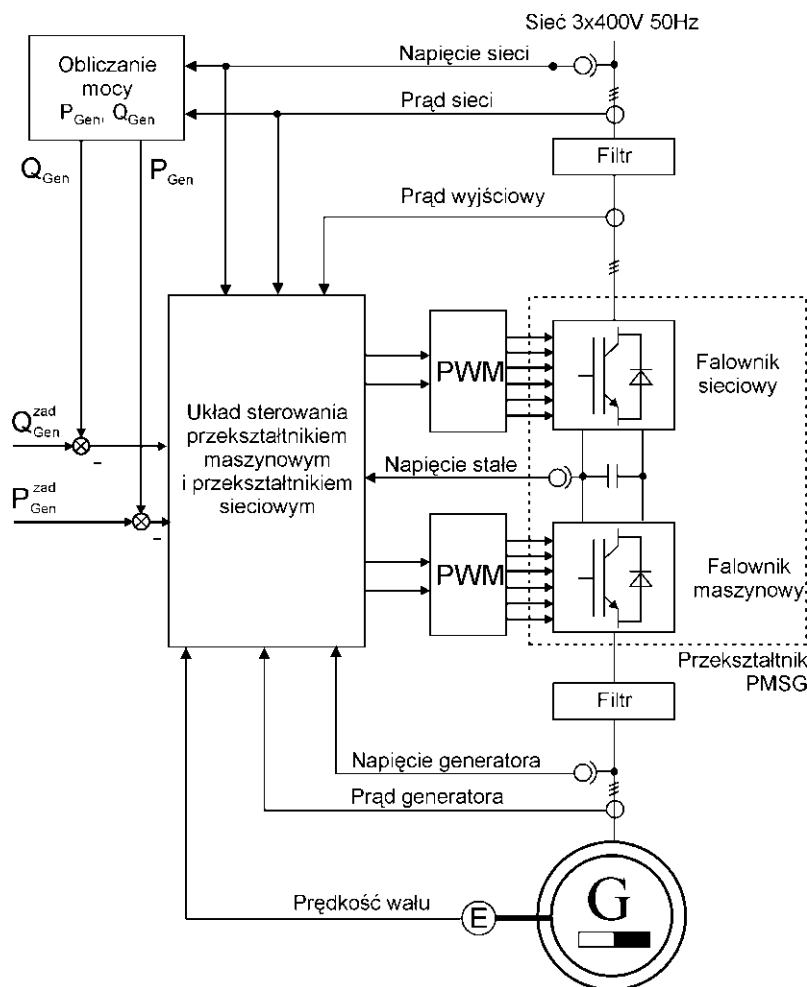 Sieć 3x400V 50Hz
Napięcie sieci
Obliczanie
mocy
P_Gen, Q_Gen
Prąd sieci
Filtr
Q_Gen
P_Gen
Prąd wyjściowy
PWM
Falownik
sieciowy
Układ sterowania
przekształtnikiem
maszynowym
i przekształtnikiem
sieciowym
Q_Gen^zad
-
Napięcie stałe
P_Gen^zad
-
PWM
Falownik
maszynowy
Przekształtnik
PMSG
Filtr
Napięcie generatora
Prąd generatora
Prędkość wału
E
G